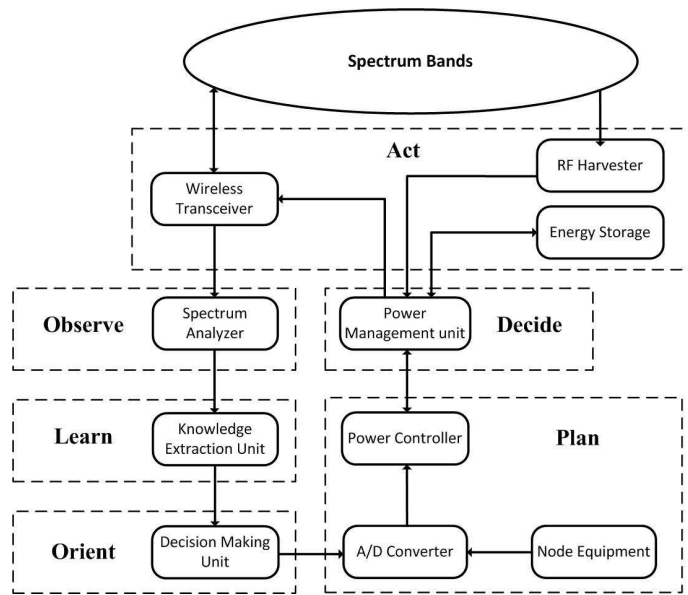 Spectrum Bands
Act
RF Harvester
Wireless
Transceiver
Energy Storage
Observe
Spectrum
Analyzer
Power
Management unit
Decide
Learn
Knowledge
Extraction Unit
Power Controller
Plan
Orient
Decision Making
Unit
A/D Converter
Node Equipment